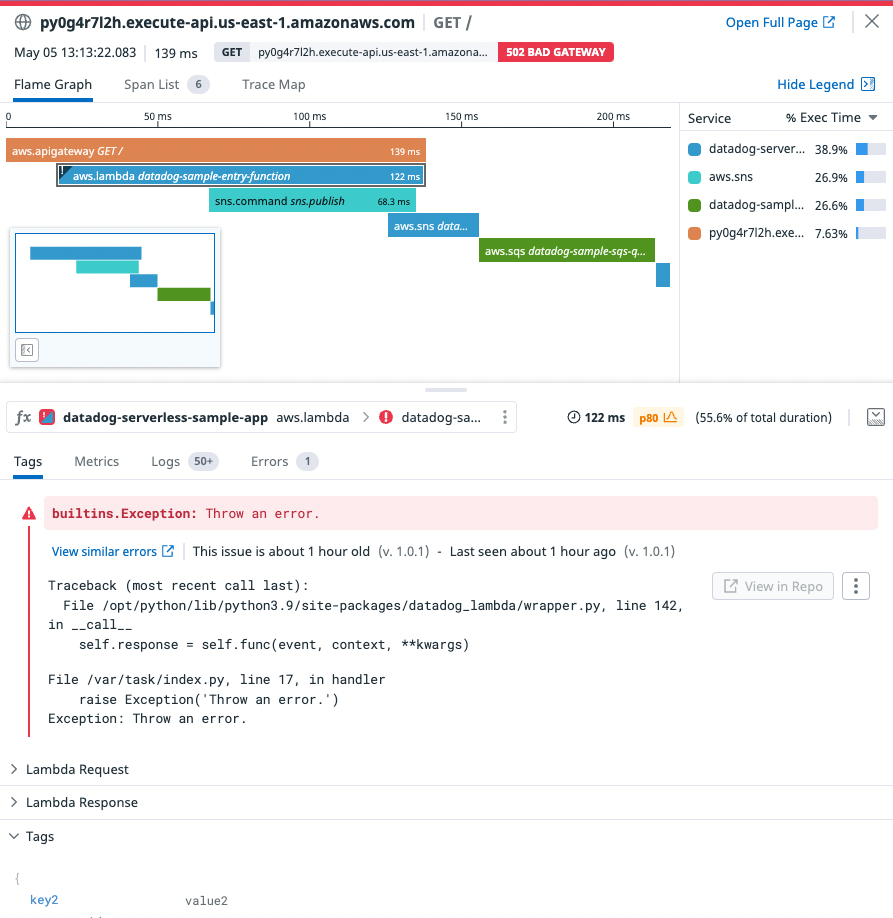 py0g4r7l2h.execute-api.us-east-1.amazonaws.com GET / Open Full Page
May 05 13:13:22.083 139 ms GET py0g4r7l2h.execute-api.us-east-1.amazona... 502 BAD GATEWAY
Flame Graph Span List 6 Trace Map Hide Legend
0 50 ms 100 ms 150 ms 200 ms
Service % Exec Time
aws.apigateway GET / 139 ms
datadog-server... 38.9%
aws.lambda datadog-sample-entry-function 122 ms
aws.sns 26.9%
sns.command sns.publish 68.3 ms
datadog-sampl... 26.6%
aws.sns data...
py0g4r7l2h.exe... 7.63%
aws.sqs datadog-sample-sqs-q...
fx datadog-serverless-sample-app aws.lambda datadog-sa... 122 ms p80 (55.6% of total duration)
Tags Metrics Logs 50+ Errors 1
builtins.Exception: Throw an error.
View similar errors This issue is about 1 hour old (v. 1.0.1) - Last seen about 1 hour ago (v. 1.0.1)
Traceback (most recent call last):
View in Repo
File /opt/python/lib/python3.9/site-packages/datadog_lambda/wrapper.py, line 142,
in __call__
self.response = self.func(event, context, **kwargs)
File /var/task/index.py, line 17, in handler
raise Exception('Throw an error.')
Exception: Throw an error.
Lambda Request
Lambda Response
Tags
{
key2 value2